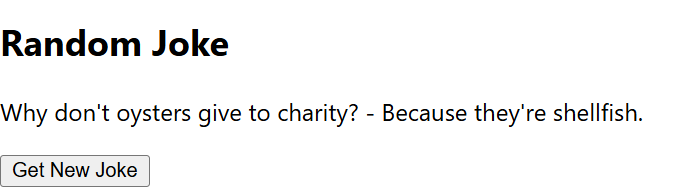 Random Joke
Why don't oysters give to charity? - Because they're shellfish.
Get New Joke